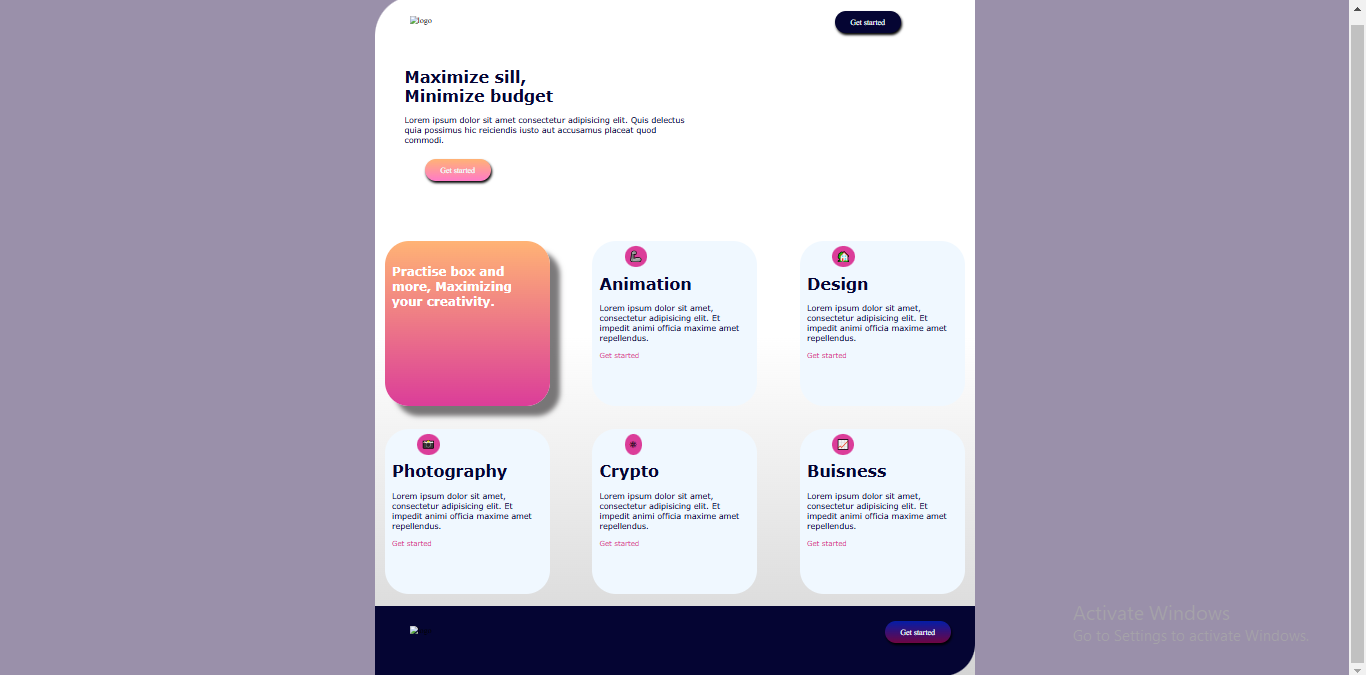 logo
Get started
Maximize sill,
Minimize budget
Lorem ipsum dolor sit amet consectetur adipisicing elit. Quis delectus
quia possimus hic reiciendis iusto aut accusamus placeat quod
commodi.
Get started
Practise box and
more, Maximizing
your creativity.
Animation
Lorem ipsum dolor sit amet,
consectetur adipisicing elit. Et
impedit animi officia maxime amet
repellendus.
Get started
Design
Lorem ipsum dolor sit amet,
consectetur adipisicing elit. Et
impedit animi officia maxime amet
repellendus.
Get started
Photography
Lorem ipsum dolor sit amet,
consectetur adipisicing elit. Et
impedit animi officia maxime amet
repellendus.
Get started
Crypto
Lorem ipsum dolor sit amet,
consectetur adipisicing elit. Et
impedit animi officia maxime amet
repellendus.
Get started
Buisness
Lorem ipsum dolor sit amet,
consectetur adipisicing elit. Et
impedit animi officia maxime amet
repellendus.
Get started
logo
Get started
Activate Windows
Go to Settings to activate Windows.